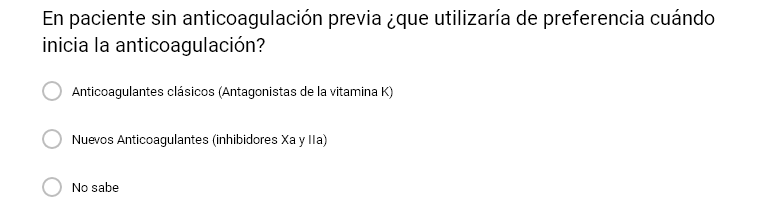 En paciente sin anticoagulación previa ¿que utilizaría de preferencia cuándo
inicia la anticoagulación?
Anticoagulantes clásicos (Antagonistas de la vitamina K)
Nuevos Anticoagulantes (inhibidores Xa y IIa)
No sabe